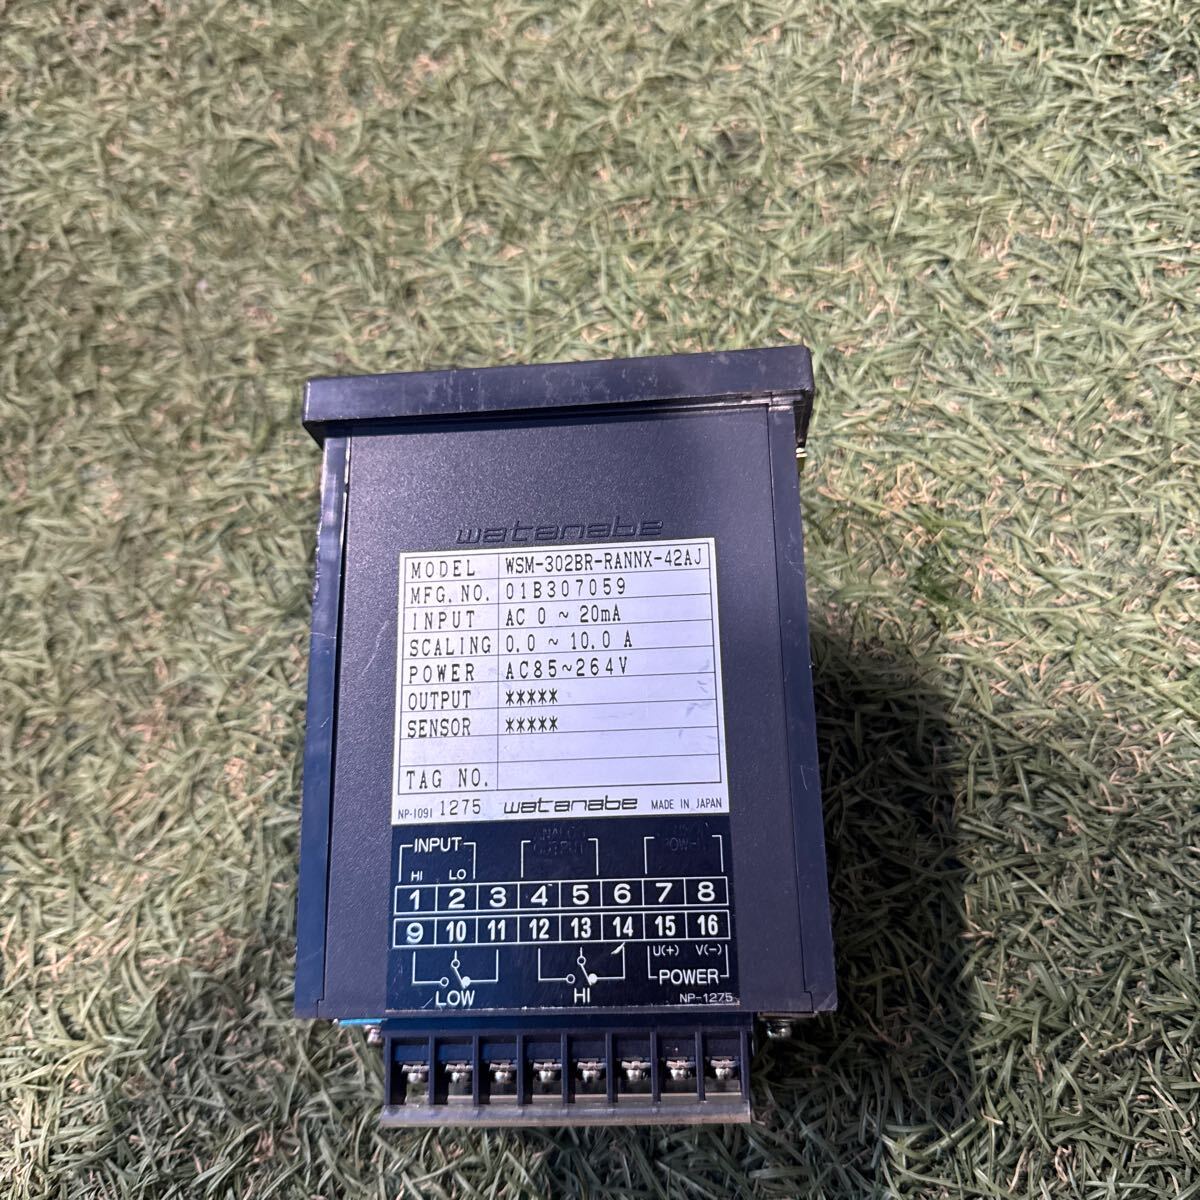 watanabe
MODEL WSM-302BR-RANNX-42AJ
MFG.NO. 01B307059
INPUT AC 0 ~ 20mA
SCALING 0.0 ~ 10.0 A
POWER AC85~264V
OUTPUT *****
SENSOR *****
TAG NO.
NP-1091 1275 watanabe MADE IN JAPAN
INPUT ANALOG OUTPUT
HI LO
1 2 3 4 5 6 7 8
9 10 11 12 13 14 15 16
U(+) V(-)
LOW HI POWER
NP-1275